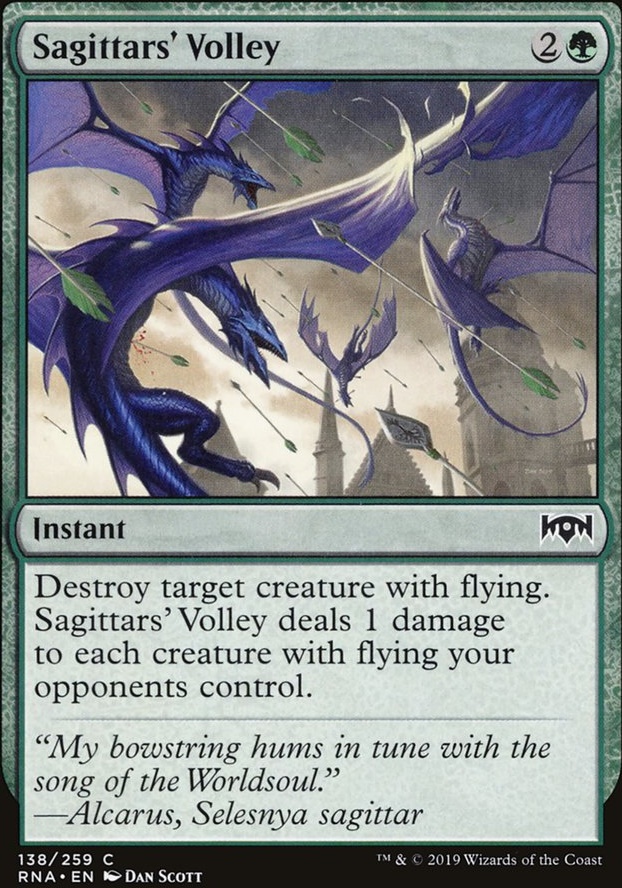 Sagittars' Volley 2
Instant
Destroy target creature with flying.
Sagittars' Volley deals 1 damage
to each creature with flying your
opponents control.
“My bowstring hums in tune with the
song of the Worldsoul.”
—Alcarus, Selesnya sagittar
138/259 C
™ & © 2019 Wizards of the Coast
RNA • EN Dan Scott